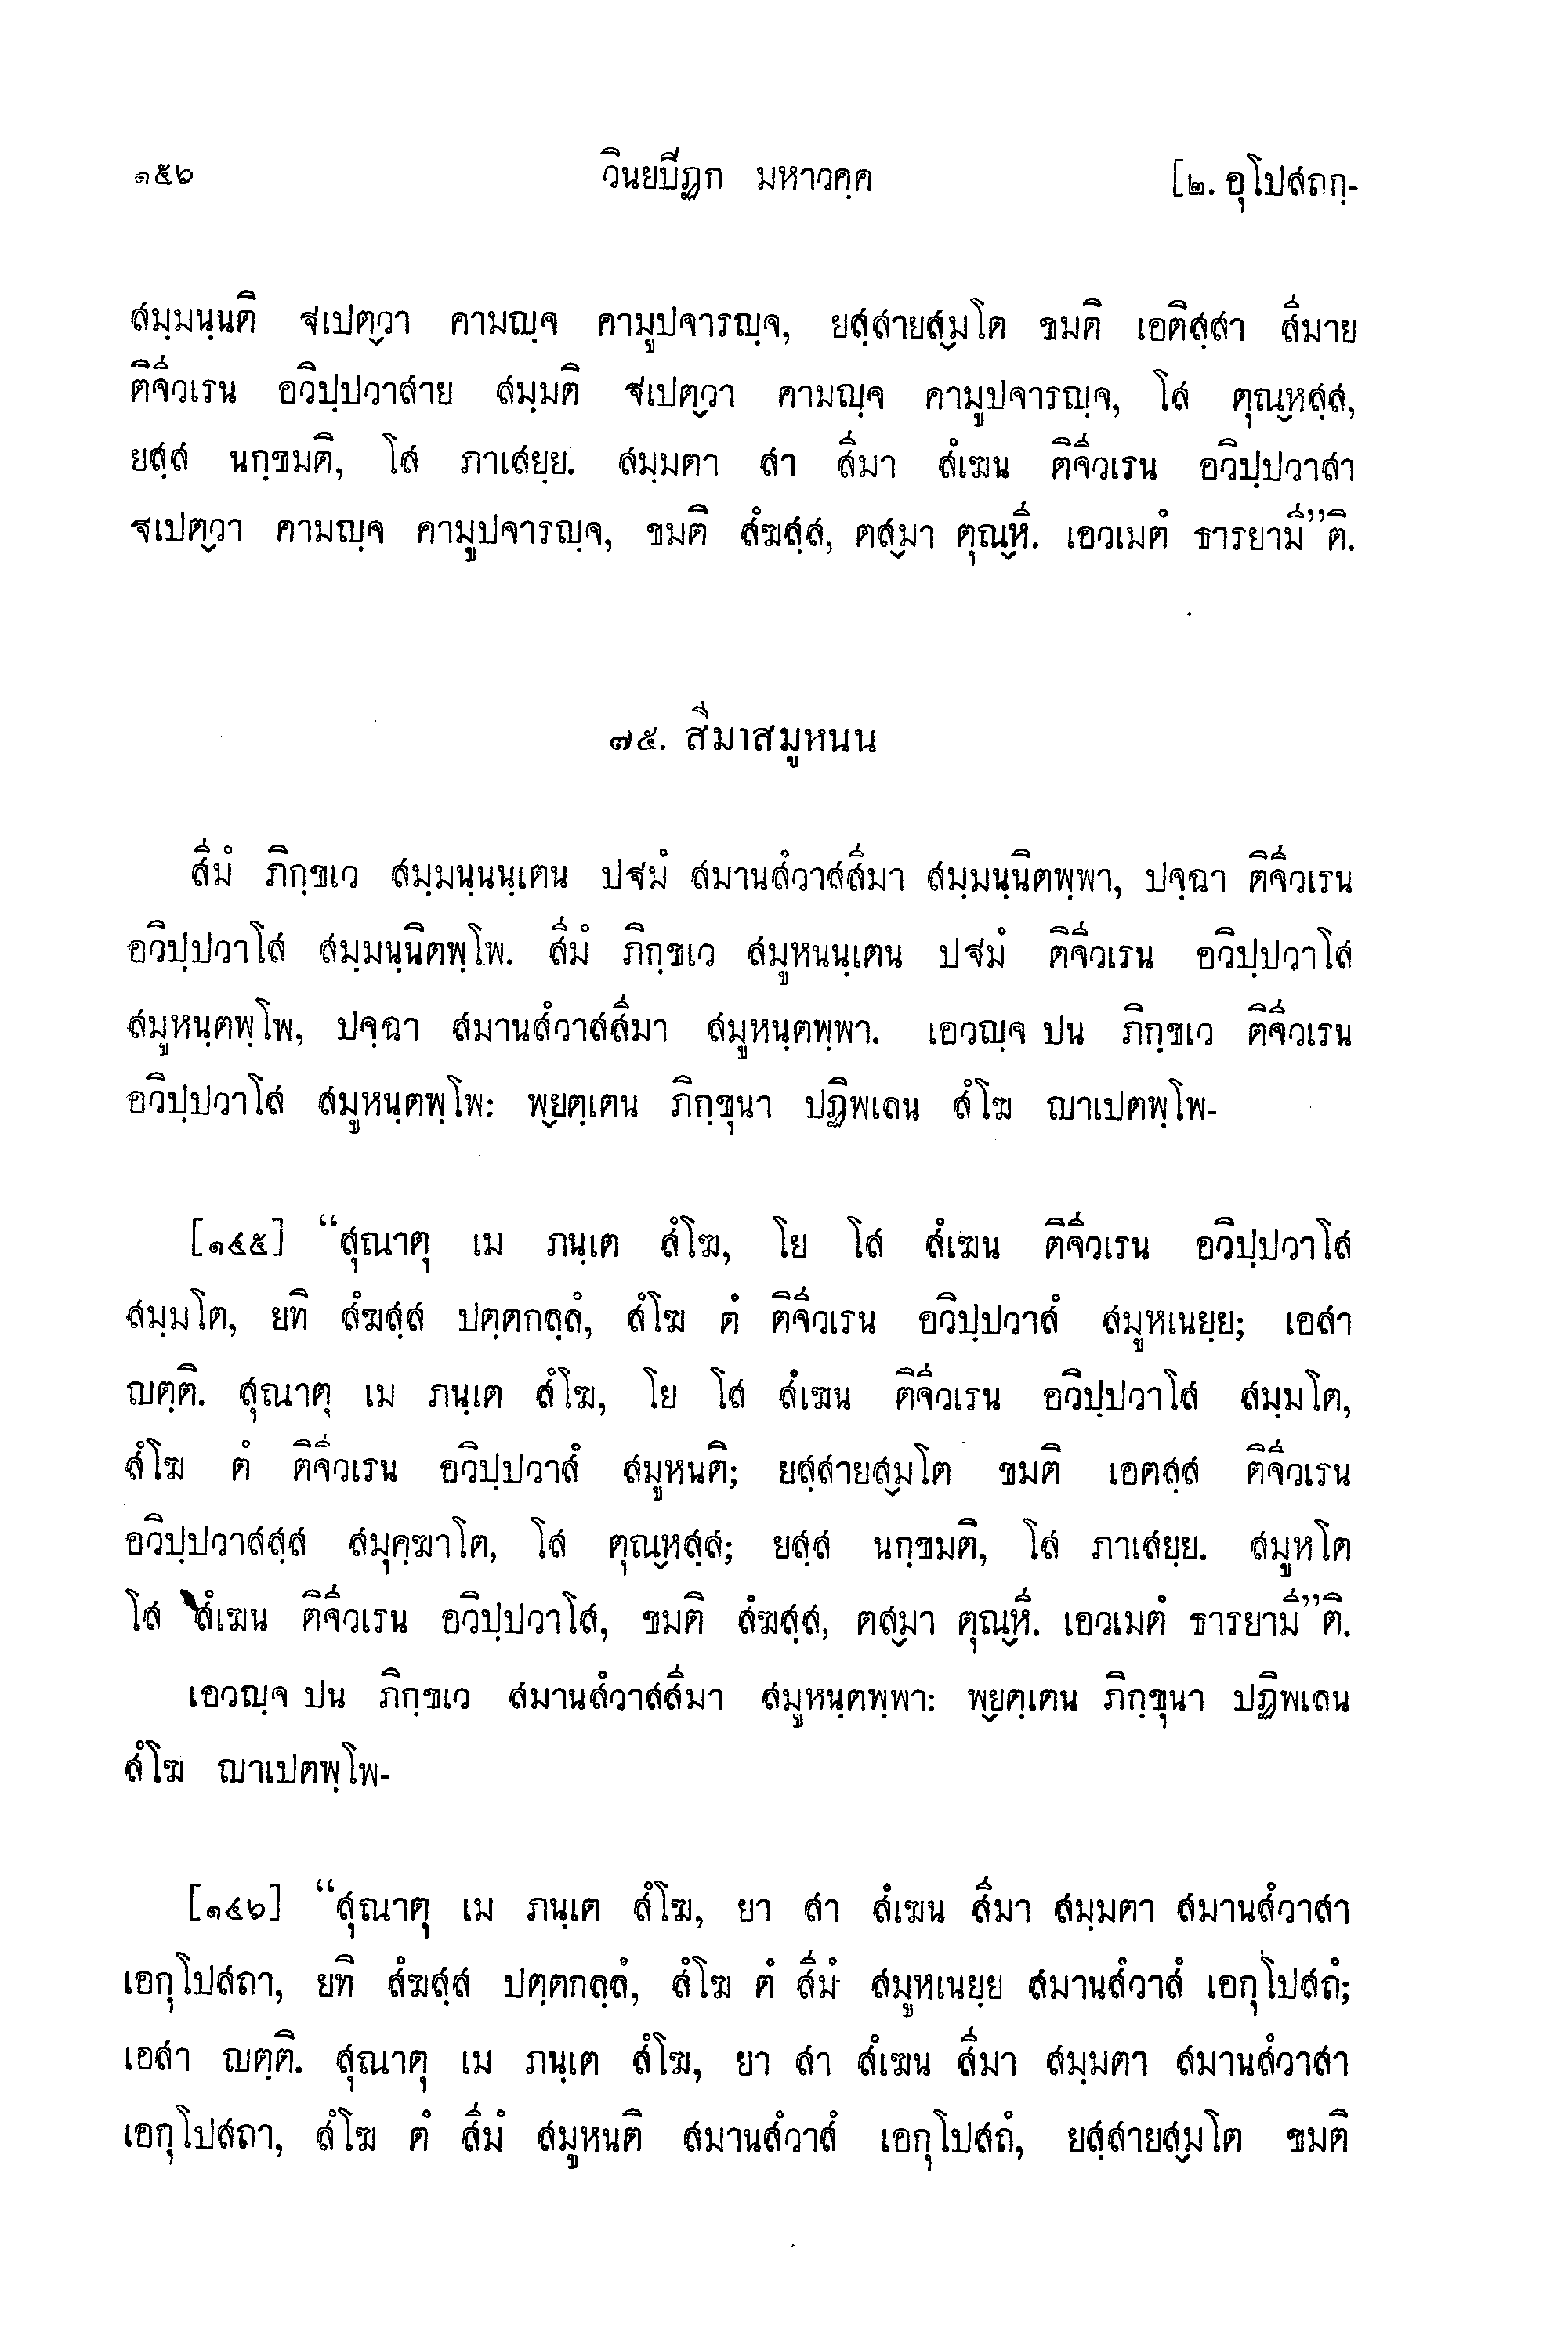 ๑๕๖ วินยปีฏก มหาวคฺค [๒. อุโปสถกฺ-
สมฺมนฺนติ ฐเปตฺวา คามญฺจ คามูปจารญฺจ, ยสฺสายสฺมโต ขมติ เอติสฺสา สีมาย
ติจีวเรน อวิปฺปวาสาย สมฺมติ ฐเปตฺวา คามญฺจ คามูปจารญฺจ, โส ตุณฺหสฺส,
ยสฺส นกฺขมติ, โส ภาเสยฺย. สมฺมตา สา สีมา สํเฆน ติจีวเรน อวิปฺปวาสา
ฐเปตฺวา คามญฺจ คามูปจารญฺจ, ขมติ สํฆสฺส, ตสฺมา ตุณฺหี. เอวเมตํ ธารยามี”ติ.
๗๕. สีมาสมูหนน
สีมํ ภิกฺขเว สมฺมนฺนนฺเตน ปฐมํ สมานสํวาสสีมา สมฺมนฺนิตพฺพา, ปจฺฉา ติจีวเรน
อวิปฺปวาโส สมฺมนฺนิตพฺโพ. สีมํ ภิกฺขเว สมูหนนฺเตน ปฐมํ ติจีวเรน อวิปฺปวาโส
สมูหนฺตพฺโพ, ปจฺฉา สมานสํวาสสีมา สมูหนฺตพฺพา. เอวญฺจ ปน ภิกฺขเว ติจีวเรน
อวิปฺปวาโส สมูหนฺตพฺโพ: พฺยตฺเตน ภิกฺขุนา ปฏิพเลน สํโฆ ญาเปตพฺโพ-
[๑๔๕] “สุณาตุ เม ภนฺเต สํโฆ, โย โส สํเฆน ติจีวเรน อวิปฺปวาโส
สมฺมโต, ยทิ สํฆสฺส ปตฺตกลฺลํ, สํโฆ ตํ ติจีวเรน อวิปฺปวาสํ สมูหเนยฺย; เอสา
ญตฺติ. สุณาตุ เม ภนฺเต สํโฆ, โย โส สํเฆน ติจีวเรน อวิปฺปวาโส สมฺมโต,
สํโฆ ตํ ติจีวเรน อวิปฺปวาสํ สมูหนติ; ยสฺสายสฺมโต ขมติ เอตสฺส ติจีวเรน
อวิปฺปวาสสฺส สมุคฺฆาโต, โส ตุณฺหสฺส; ยสฺส นกฺขมติ, โส ภาเสยฺย. สมูหโต
โส สํเฆน ติจีวเรน อวิปฺปวาโส, ขมติ สํฆสฺส, ตสฺมา ตุณฺหี. เอวเมตํ ธารยามี”ติ.
เอวญฺจ ปน ภิกฺขเว สมานสํวาสสีมา สมูหนฺตพฺพา: พฺยตฺเตน ภิกฺขุนา ปฏิพเลน
สํโฆ ญาเปตพฺโพ-
[๑๔๖] “สุณาตุ เม ภนฺเต สํโฆ, ยา สา สํเฆน สีมา สมฺมตา สมานสํวาสา
เอกุโปสถา, ยทิ สํฆสฺส ปตฺตกลฺลํ, สํโฆ ตํ สีมํ สมูหเนยฺย สมานสํวาสํ เอกุโปสถํ;
เอสา ญตฺติ. สุณาตุ เม ภนฺเต สํโฆ, ยา สา สํเฆน สีมา สมฺมตา สมานสํวาสา
เอกุโปสถา, สํโฆ ตํ สีมํ สมูหนติ สมานสํวาสํ เอกุโปสถํ, ยสฺสายสฺมโต ขมติ